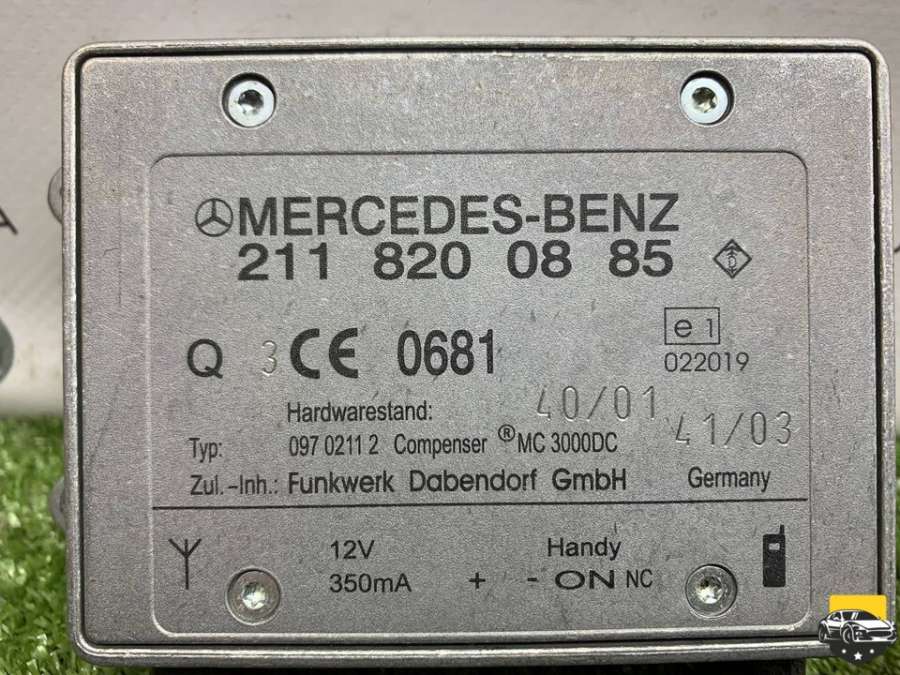 MERCEDES-BENZ
211 820 08 85
Q 3 CE 0681
e1
022019
Hardwarestand: 40/01
Typ: 097 0211 2 Compenser ® MC 3000DC 41/03
Zul.-Inh.: Funkwerk Dabendorf GmbH Germany
12V Handy
350mA + - ON NC